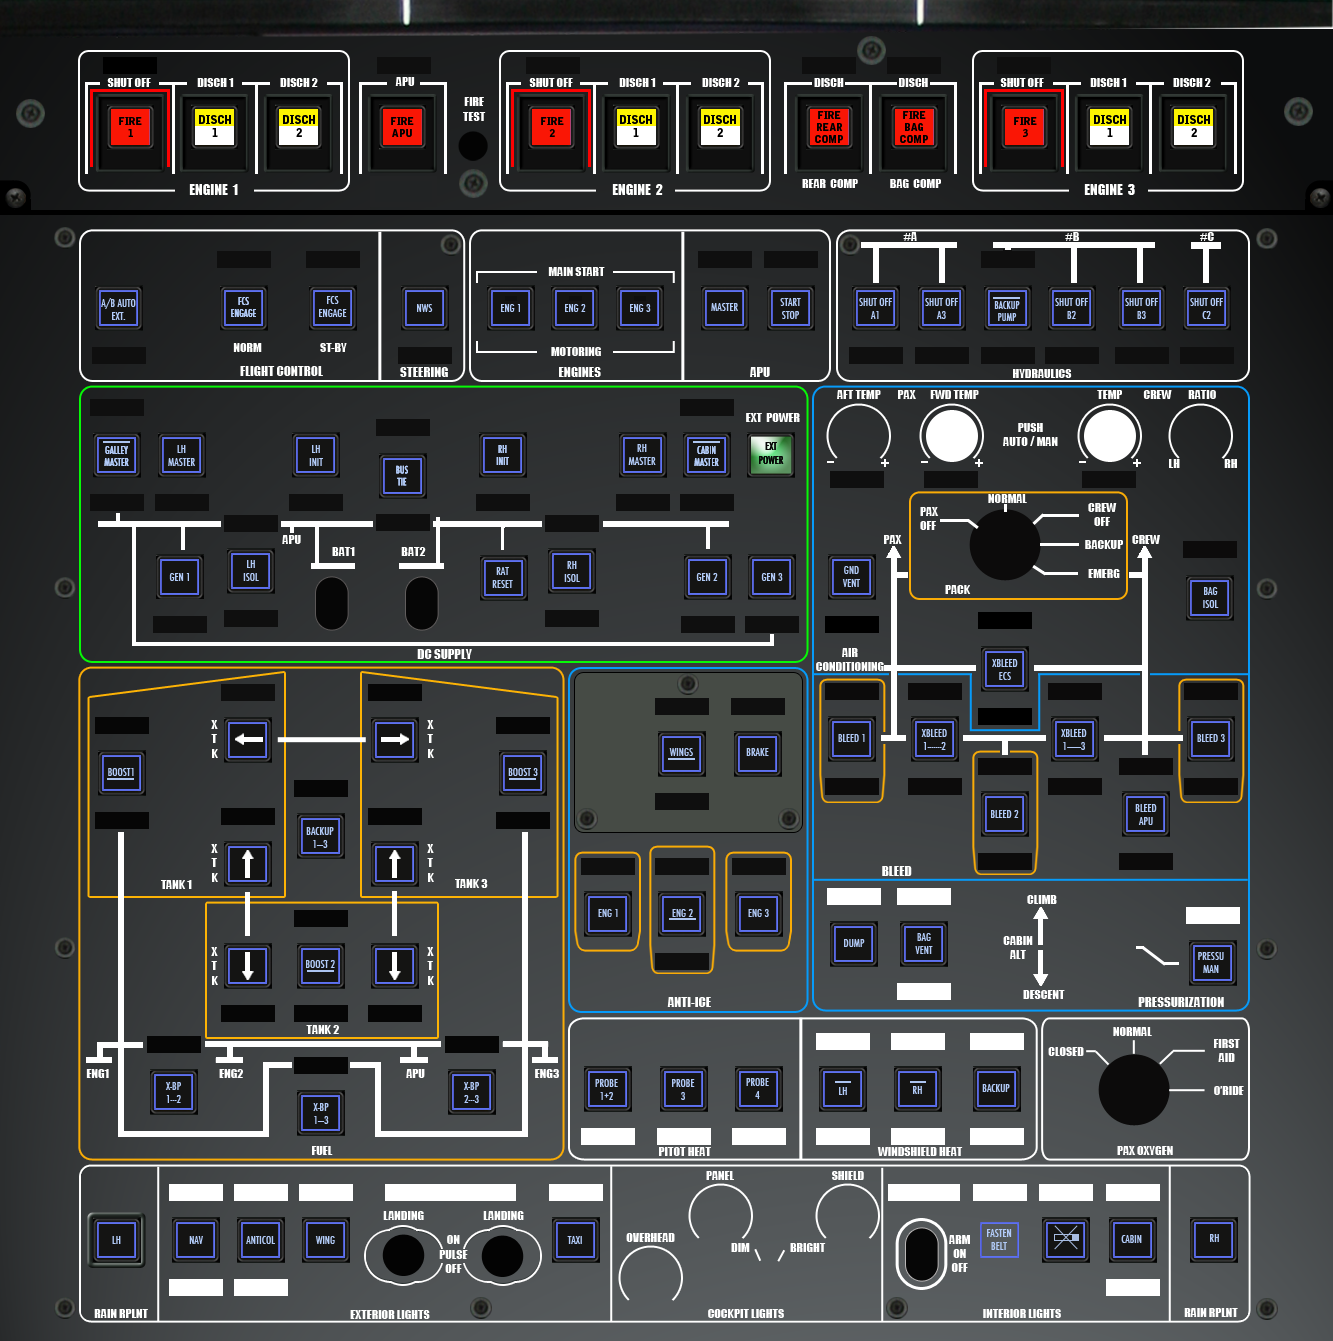 SHUT OFF DISCH 1 DISCH 2
FIRE 1
DISCH 1
DISCH 2
ENGINE 1
APU
FIRE APU
FIRE
TEST
SHUT OFF DISCH 1 DISCH 2
FIRE 2
DISCH 1
DISCH 2
ENGINE 2
DISCH DISCH
FIRE REAR COMP
FIRE BAG COMP
REAR COMP BAG COMP
SHUT OFF DISCH 1 DISCH 2
FIRE 3
DISCH 1
DISCH 2
ENGINE 3
A/B AUTO
EXT.
FCS
ENGAGE
NORM
FCS
ENGAGE
ST-BY
FLIGHT CONTROL
NWS
STEERING
MAIN START
ENG 1 ENG 2 ENG 3
MOTORING
ENGINES
MASTER
START
STOP
APU
#A #B #C
SHUT OFF
A1
SHUT OFF
A3
BACKUP
PUMP
SHUT OFF
B2
SHUT OFF
B3
SHUT OFF
C2
HYDRAULICS
GALLEY
MASTER
LH
MASTER
LH
INIT
BUS
TIE
RH
INIT
RH
MASTER
CABIN
MASTER
EXT POWER
EXT
POWER
APU
BAT1 BAT2
GEN 1
LH
ISOL
RAT
RESET
RH
ISOL
GEN 2 GEN 3
DC SUPPLY
AFT TEMP PAX FWD TEMP
TEMP CREW RATIO
PUSH
AUTO / MAN
- +
- +
- +
LH RH
NORMAL
PAX
OFF
CREW
OFF
BACKUP
EMERG
PACK
PAX
CREW
GND
VENT
BAG
ISOL
AIR
CONDITIONING
XBLEED
ECS
BLEED 1
XBLEED
1------2
XBLEED
1-----3
BLEED 3
BLEED 2
BLEED
APU
BLEED
DUMP
BAG
VENT
CLIMB
CABIN
ALT
DESCENT
PRESSU
MAN
PRESSURIZATION
X
T
K
X
T
K
BOOST1
BOOST 3
BACKUP
1---3
X
T
K
X
T
K
TANK 1 TANK 3
X
T
K
BOOST 2
X
T
K
TANK 2
ENG1 ENG2 APU ENG3
X-BP
1---2
X-BP
1---3
X-BP
2---3
FUEL
WINGS BRAKE
ENG 1 ENG 2 ENG 3
ANTI-ICE
PROBE
1+2
PROBE
3
PROBE
4
PITOT HEAT
LH RH BACKUP
WINDSHIELD HEAT
NORMAL
CLOSED
FIRST
AID
O'RIDE
PAX OXYGEN
LH
RAIN RPLNT
NAV ANTICOL WING
LANDING LANDING
ON
PULSE
OFF
TAXI
EXTERIOR LIGHTS
PANEL SHIELD
OVERHEAD
DIM BRIGHT
COCKPIT LIGHTS
ARM
ON
OFF
FASTEN
BELT
CABIN
INTERIOR LIGHTS
RH
RAIN RPLNT